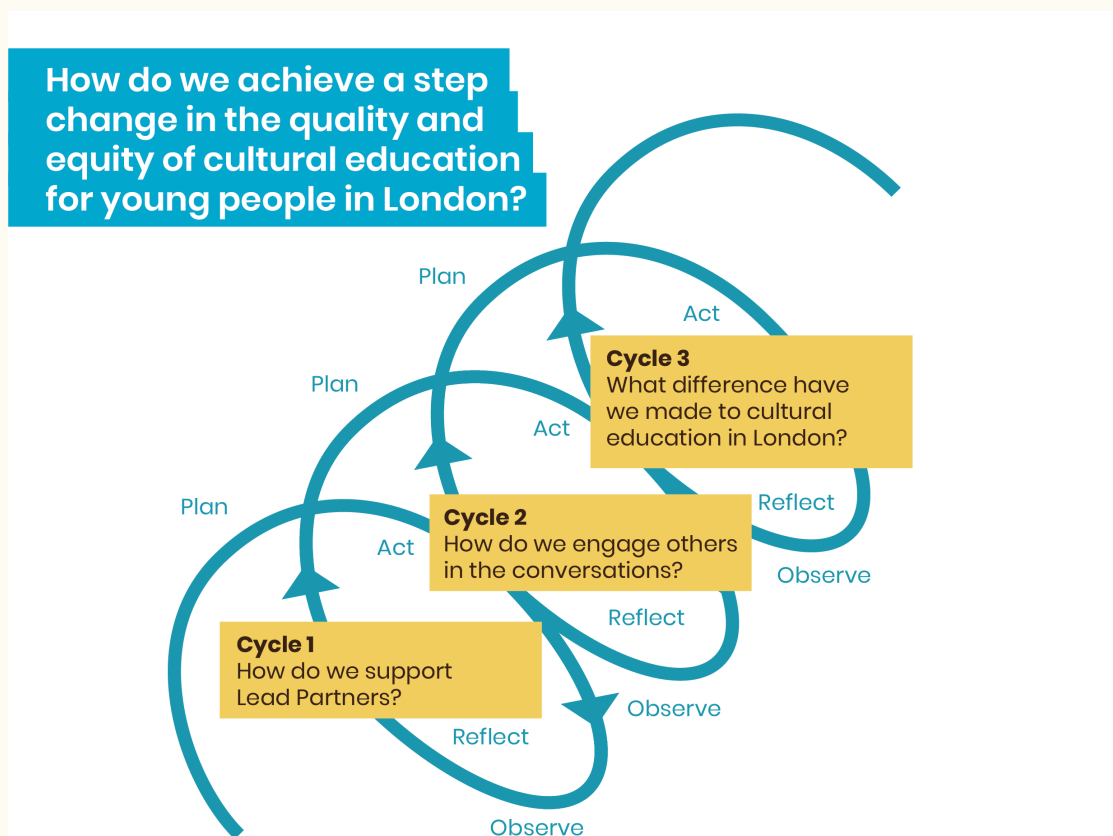 How do we achieve a step
change in the quality and
equity of cultural education
for young people in London?
Plan
Act
Cycle 3
What difference have
we made to cultural
education in London?
Reflect
Observe
Plan
Act
Cycle 2
How do we engage others
in the conversations?
Reflect
Observe
Plan
Act
Cycle 1
How do we support
Lead Partners?
Reflect
Observe